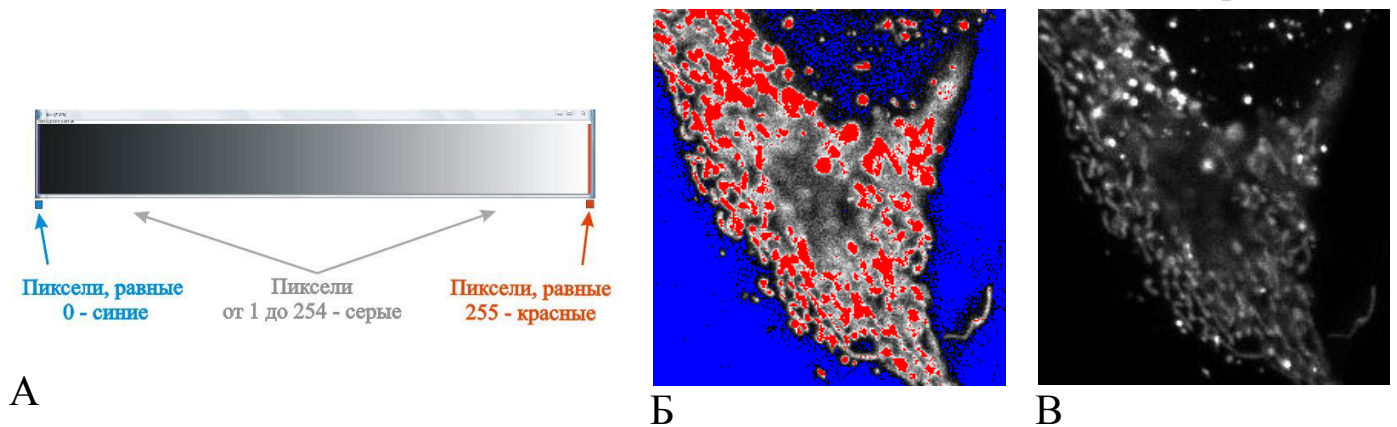 Пиксели, равные
0 - синие
Пиксели
от 1 до 254 - серые
Пиксели, равные
255 - красные
А
Б
В